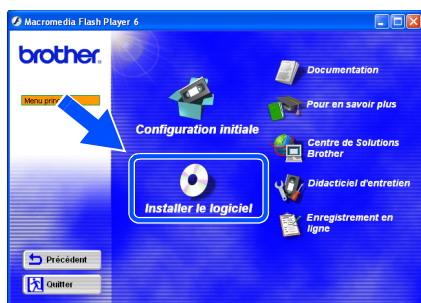 Macromedia Flash Player 6
brother.
Menu princ
Configuration initiale
Installer le logiciel
Documentation
Pour en savoir plus
Centre de Solutions
Brother
Didacticiel d'entretien
Enregistrement en
ligne
Précédent
Quitter